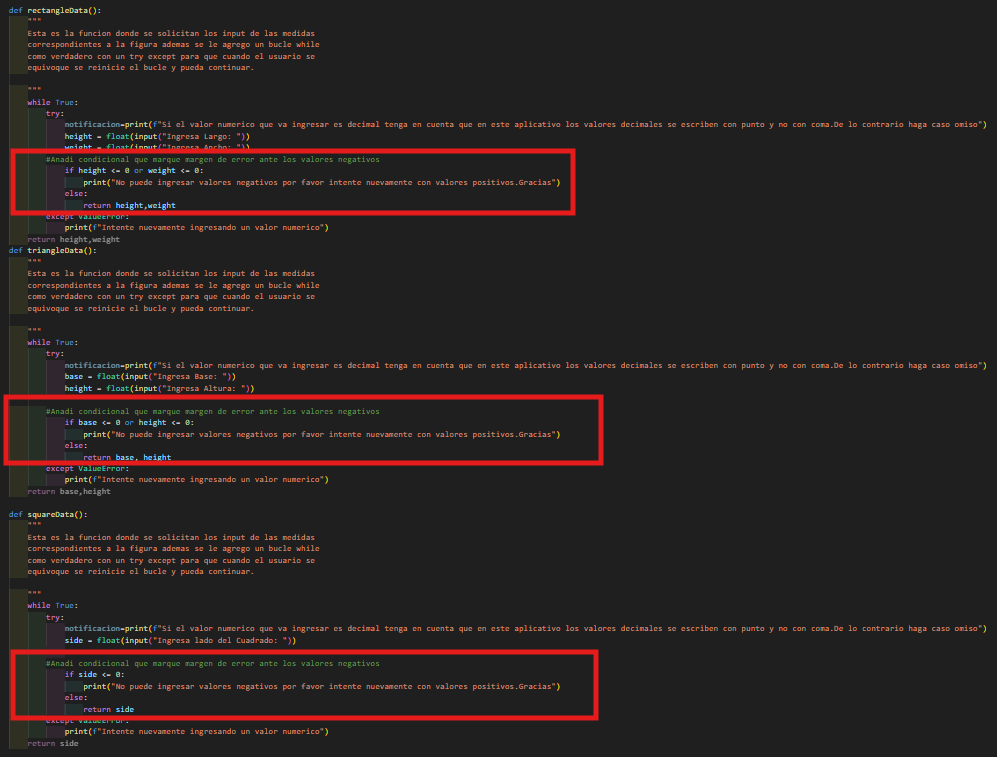 def rectangleData():
"""
Esta es la funcion donde se solicitan los input de las medidas
correspondientes a la figura ademas se le agrego un bucle while
como verdadero con un try except para que cuando el usuario se
equivoque se reinicie el bucle y pueda continuar.
"""
while True:
try:
notificacion=print(f"Si el valor numerico que va ingresar es decimal tenga en cuenta que en este aplicativo los valores decimales se escriben con punto y no con coma.De lo contrario haga caso omiso")
height = float(input("Ingresa Largo: "))
weight = float(input("Ingresa Ancho: "))
#Anadi condicional que marque margen de error ante los valores negativos
if height <= 0 or weight <= 0:
print("No puede ingresar valores negativos por favor intente nuevamente con valores positivos.Gracias")
else:
return height,weight
except ValueError:
print(f"Intente nuevamente ingresando un valor numerico")
return height,weight
def triangleData():
"""
Esta es la funcion donde se solicitan los input de las medidas
correspondientes a la figura ademas se le agrego un bucle while
como verdadero con un try except para que cuando el usuario se
equivoque se reinicie el bucle y pueda continuar.
"""
while True:
try:
notificacion=print(f"Si el valor numerico que va ingresar es decimal tenga en cuenta que en este aplicativo los valores decimales se escriben con punto y no con coma.De lo contrario haga caso omiso")
base = float(input("Ingresa Base: "))
height = float(input("Ingresa Altura: "))
#Anadi condicional que marque margen de error ante los valores negativos
if base <= 0 or height <= 0:
print("No puede ingresar valores negativos por favor intente nuevamente con valores positivos.Gracias")
else:
return base, height
except ValueError:
print(f"Intente nuevamente ingresando un valor numerico")
return base,height
def squareData():
"""
Esta es la funcion donde se solicitan los input de las medidas
correspondientes a la figura ademas se le agrego un bucle while
como verdadero con un try except para que cuando el usuario se
equivoque se reinicie el bucle y pueda continuar.
"""
while True:
try:
notificacion=print(f"Si el valor numerico que va ingresar es decimal tenga en cuenta que en este aplicativo los valores decimales se escriben con punto y no con coma.De lo contrario haga caso omiso")
side = float(input("Ingresa lado del Cuadrado: "))
#Anadi condicional que marque margen de error ante los valores negativos
if side <= 0:
print("No puede ingresar valores negativos por favor intente nuevamente con valores positivos.Gracias")
else:
return side
except ValueError:
print(f"Intente nuevamente ingresando un valor numerico")
return side